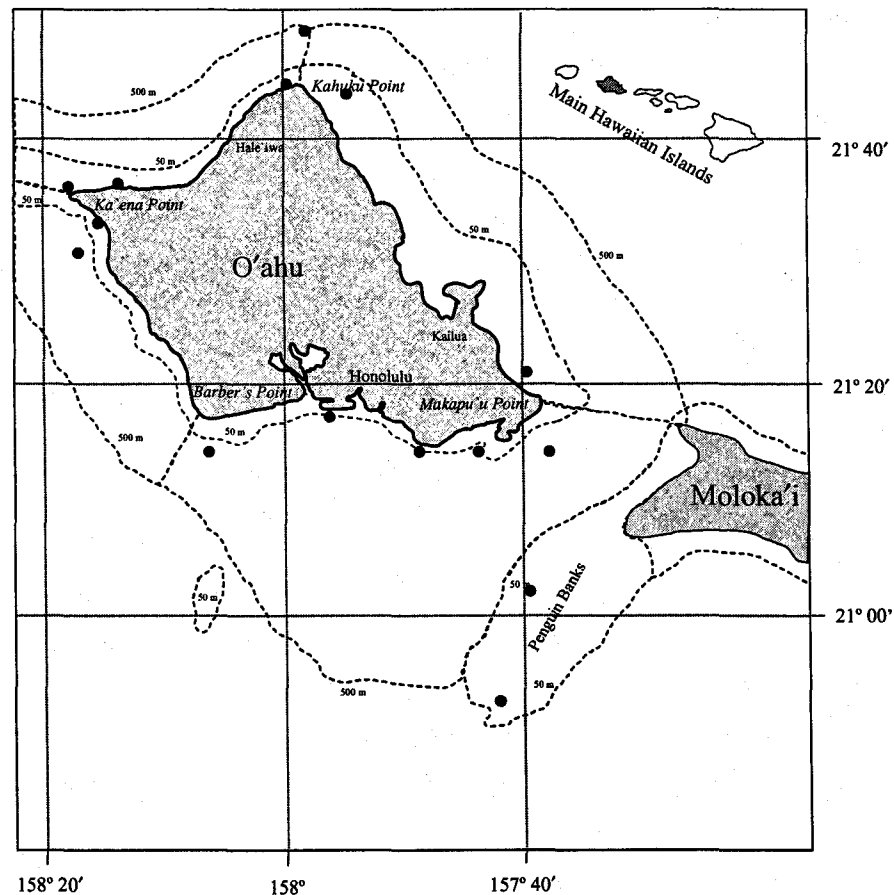 500 m
Kahuku Point
Main Hawaiian Islands
21° 40'
Hale'iwa
50 m
50 m
Ka'ena Point
50 m
500 m
O'ahu
Kailua
Honolulu
21° 20'
Barber's Point
Makapu'u Point
50 m
500 m
Moloka'i
50 m
50 m
Penguin Banks
21° 00'
500 m
50 m
158° 20'
158°
157° 40'